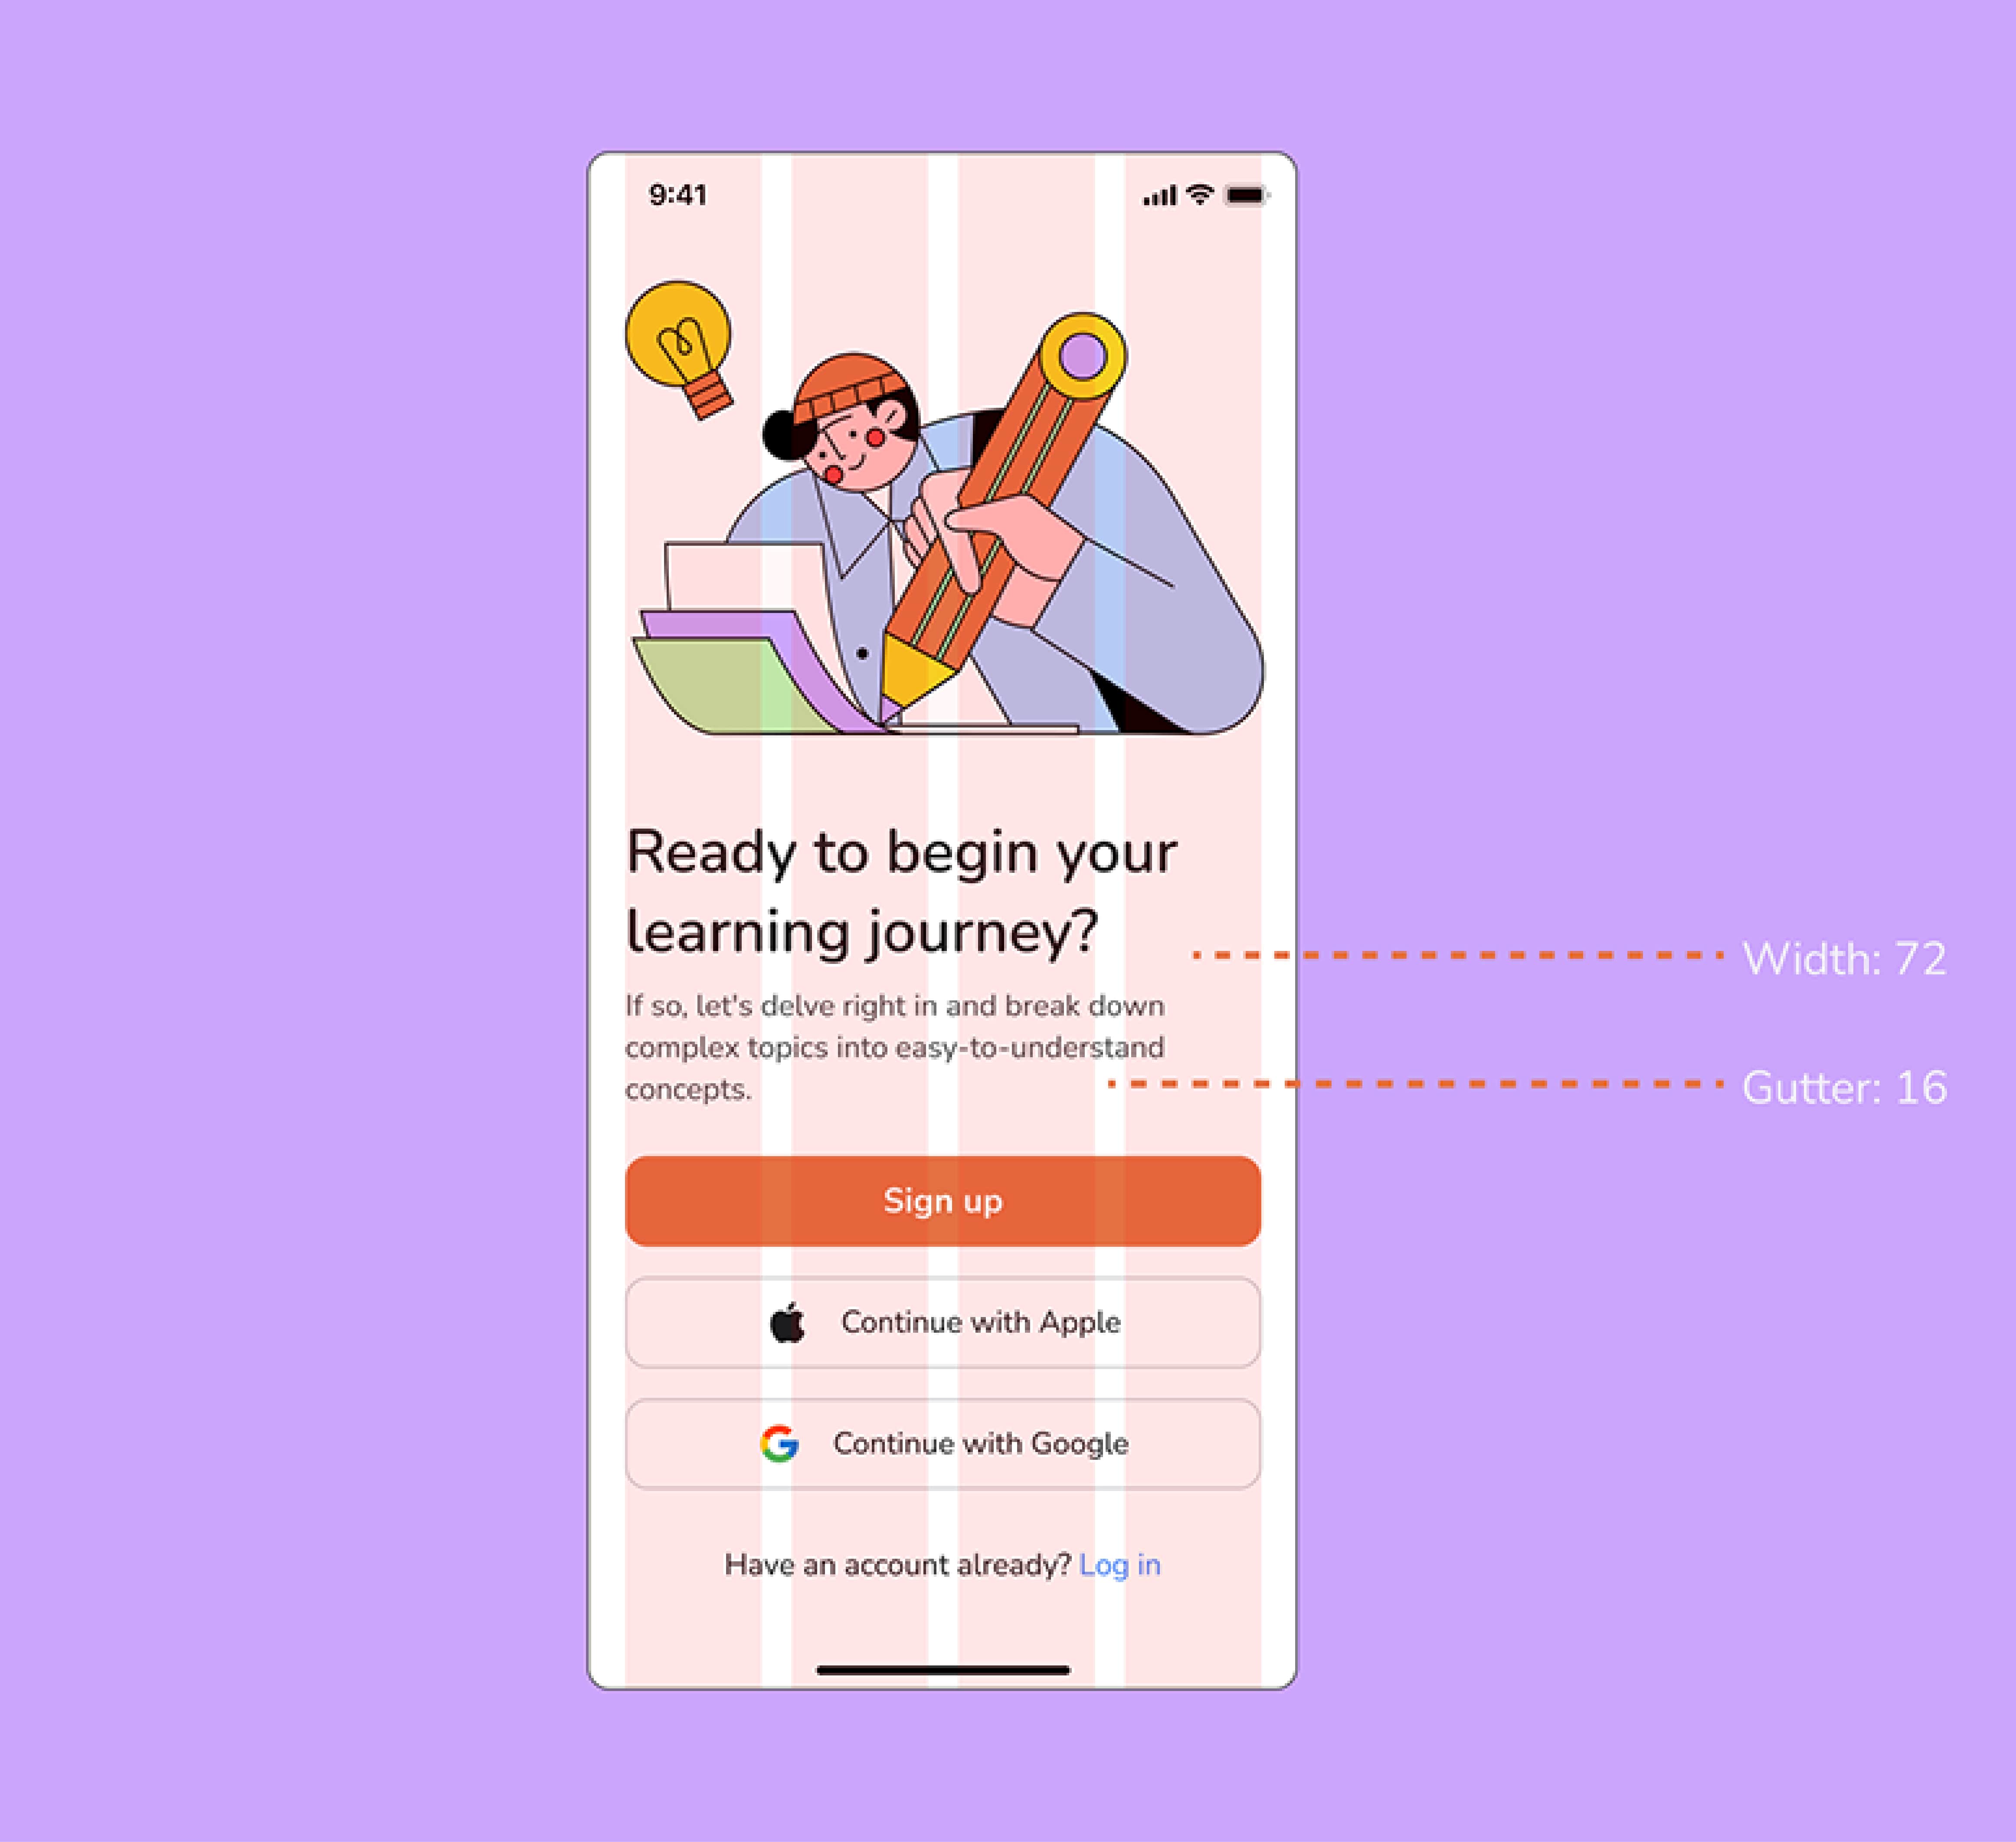 9:41
Ready to begin your
learning journey?
Width: 72
If so, let's delve right in and break down
complex topics into easy-to-understand
concepts.
Gutter: 16
Sign up
Continue with Apple
Continue with Google
Have an account already? Log in